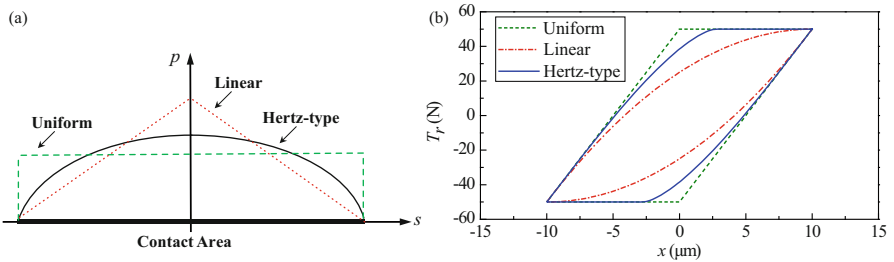 (a)
p
Linear
Hertz-type
Uniform
s
Contact Area
(b)
60
40
20
0
-20
-40
-60
T_r (N)
Uniform
Linear
Hertz-type
-15
-10
-5
0
5
10
15
x (μm)